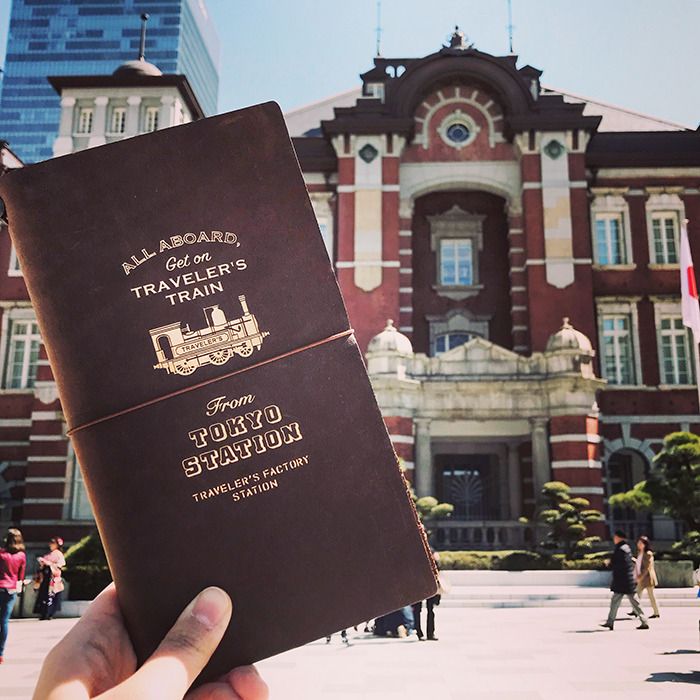 ALL ABOARD,
Get on
TRAVELER'S
TRAIN
TRAVELER'S
From
TOKYO
STATION
TRAVELER'S FACTORY
STATION